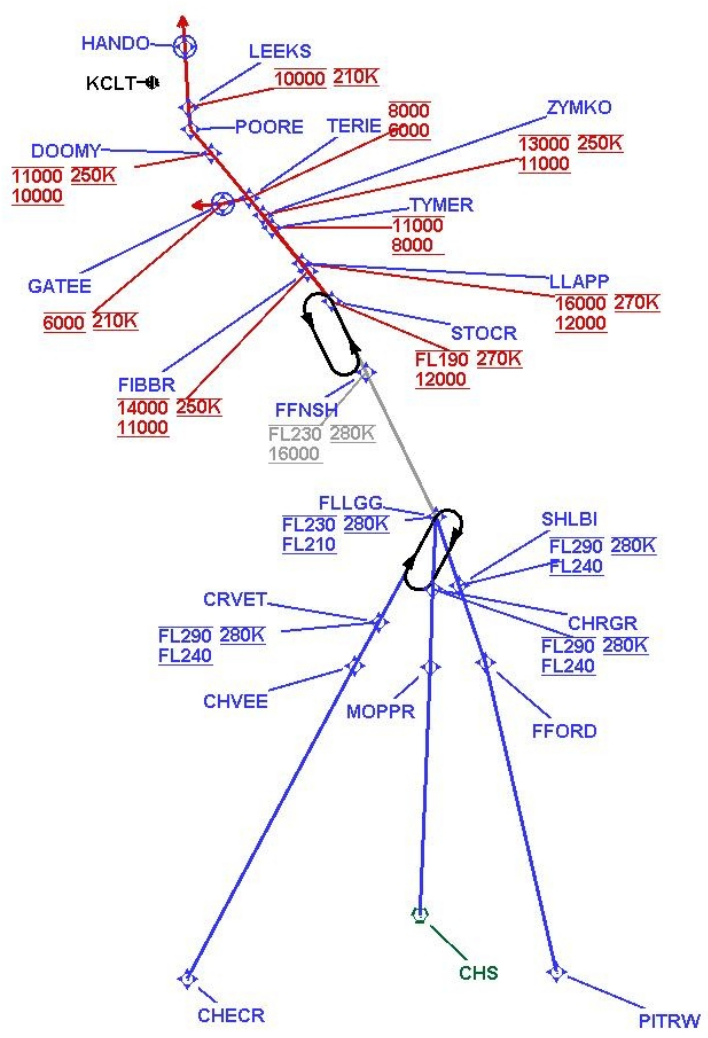 HANDO
LEEKS
10000 210K
KCLT
POORE
TERIE
8000
6000
ZYMKO
13000 250K
11000
DOOMY
11000 250K
10000
TYMER
11000
8000
GATEE
6000 210K
LLAPP
16000 270K
12000
STOCR
FL190 270K
12000
FIBBR
14000 250K
11000
FFNSH
FL230 280K
16000
FLLGG
FL230 280K
FL210
SHLBI
FL290 280K
FL240
CRVET
FL290 280K
FL240
CHRGR
FL290 280K
FL240
CHVEE
MOPPR
FFORD
CHS
CHECR
PITRW